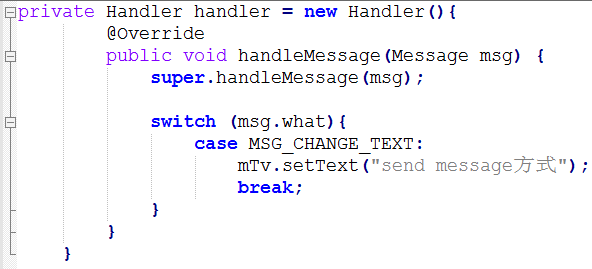 private Handler handler = new Handler(){
@Override
public void handleMessage(Message msg) {
super.handleMessage(msg);
switch (msg.what){
case MSG_CHANGE_TEXT:
mTv.setText("send message方式");
break;
}
}
}